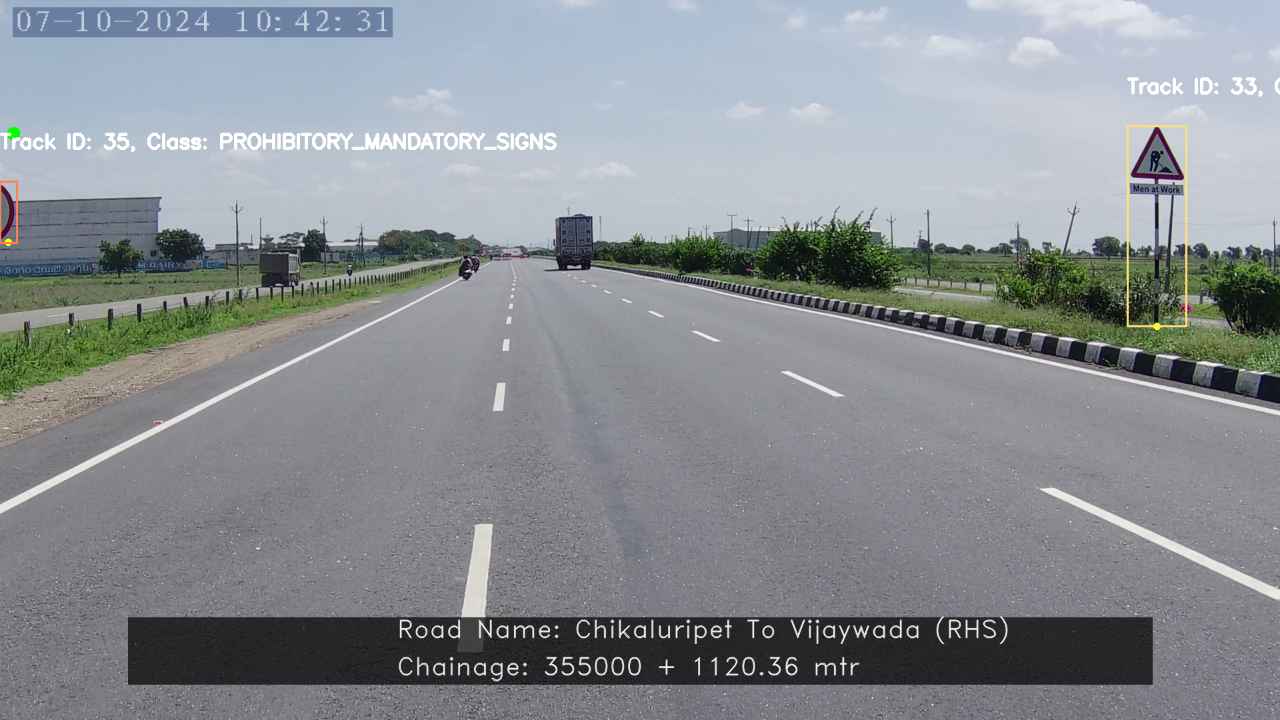 07-10-2024 10:42:31
Track ID: 33, C
Track ID: 35, Class: PROHIBITORY_MANDATORY_SIGNS
Men at Work
Road Name: Chikaluripet To Vijaywada (RHS)
Chainage: 355000 + 1120.36 mtr